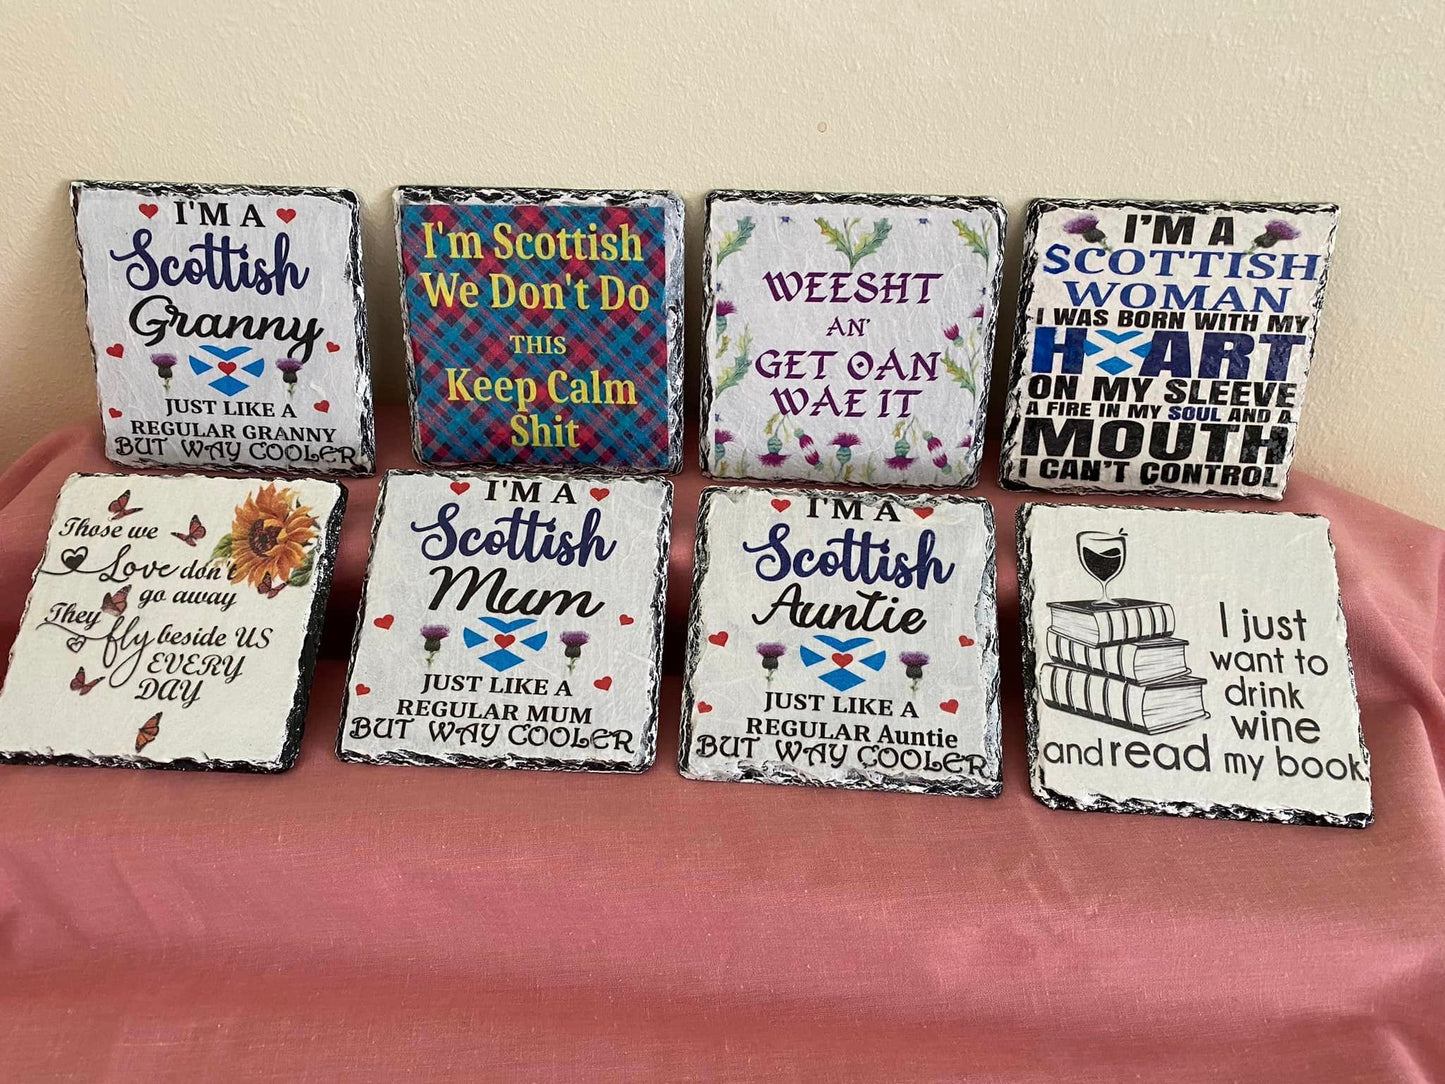 I'M A
Scottish
Granny
JUST LIKE A
REGULAR GRANNY
BUT WAY COOLER
I'm Scottish
We Don't Do
THIS
Keep Calm
Shit
WEESHT
AN'
GET OAN
WAE IT
I'M A
SCOTTISH
WOMAN
I WAS BORN WITH MY
H ART
ON MY SLEEVE
A FIRE IN MY SOUL AND A
MOUTH
I CAN'T CONTROL
Those we
Love don't
go away
They
fly beside US
EVERY
DAY
I'M A
Scottish
Mum
JUST LIKE A
REGULAR MUM
BUT WAY COOLER
I'M A
Scottish
Auntie
JUST LIKE A
REGULAR Auntie
BUT WAY COOLER
I just
want to
drink
wine
and read my book.